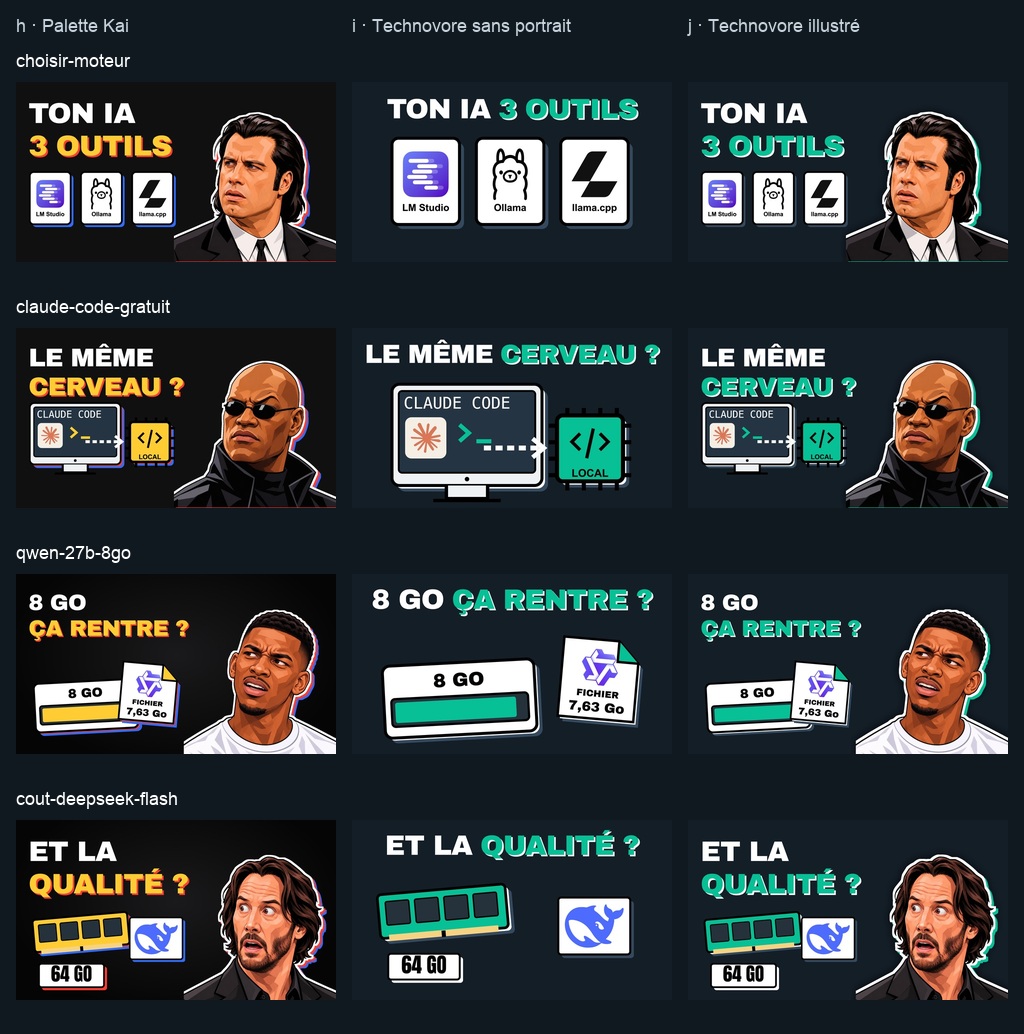 h · Palette Kai
i · Technovore sans portrait
j · Technovore illustré
choisir-moteur
TON IA
3 OUTILS
LM Studio
Ollama
llama.cpp
TON IA 3 OUTILS
LM Studio
Ollama
llama.cpp
TON IA
3 OUTILS
LM Studio
Ollama
llama.cpp
claude-code-gratuit
LE MÊME
CERVEAU ?
CLAUDE CODE
>_
</>
LOCAL
LE MÊME CERVEAU ?
CLAUDE CODE
>_
</>
LOCAL
LE MÊME
CERVEAU ?
CLAUDE CODE
>_
</>
LOCAL
qwen-27b-8go
8 GO
ÇA RENTRE ?
8 GO
FICHIER
7,63 Go
8 GO ÇA RENTRE ?
8 GO
FICHIER
7,63 Go
8 GO
ÇA RENTRE ?
8 GO
FICHIER
7,63 Go
cout-deepseek-flash
ET LA
QUALITÉ ?
64 GO
ET LA QUALITÉ ?
64 GO
ET LA
QUALITÉ ?
64 GO